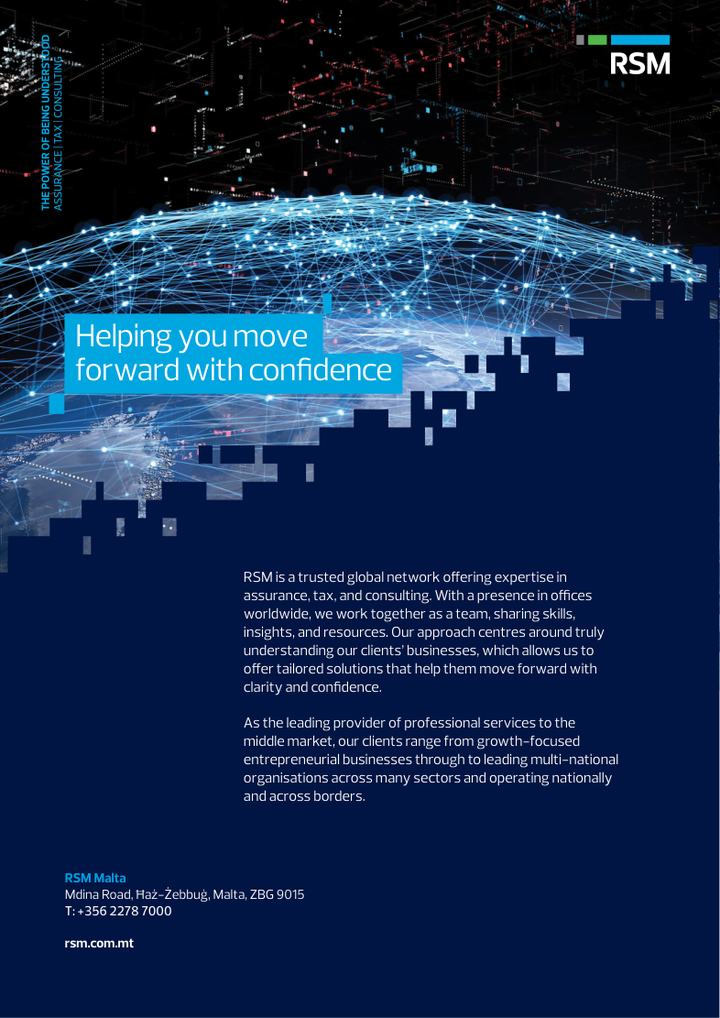 THE POWER OF BEING UNDERSTOOD
ASSURANCE | TAX | CONSULTING
RSM
Helping you move
forward with confidence
RSM is a trusted global network offering expertise in
assurance, tax, and consulting. With a presence in offices
worldwide, we work together as a team, sharing skills,
insights, and resources. Our approach centres around truly
understanding our clients' businesses, which allows us to
offer tailored solutions that help them move forward with
clarity and confidence.
As the leading provider of professional services to the
middle market, our clients range from growth-focused
entrepreneurial businesses through to leading multi-national
organisations across many sectors and operating nationally
and across borders.
RSM Malta
Mdina Road, Ħaż-Żebbuġ, Malta, ZBG 9015
T: +356 2278 7000
rsm.com.mt